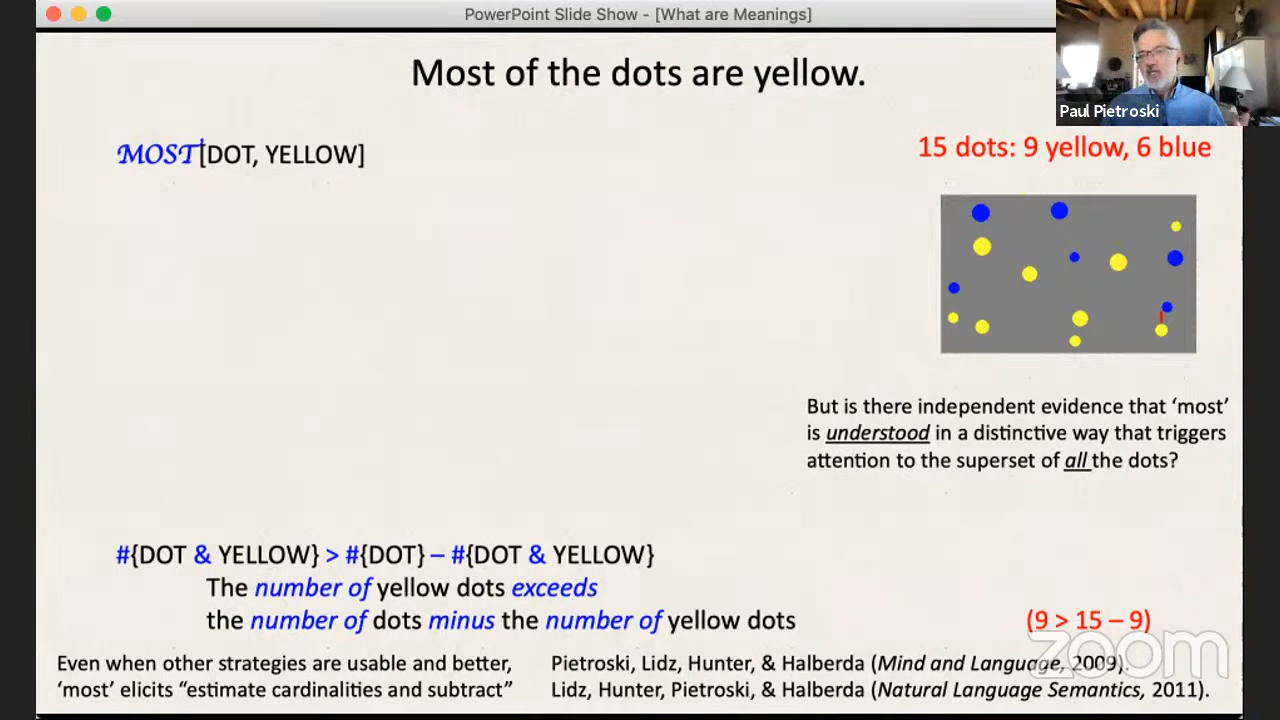 PowerPoint Slide Show - [What are Meanings]
Most of the dots are yellow.
Paul Pietroski
MOST[DOT, YELLOW]
15 dots: 9 yellow, 6 blue
But is there independent evidence that ‘most’
is understood in a distinctive way that triggers
attention to the superset of all the dots?
#{DOT & YELLOW} > #{DOT} – #{DOT & YELLOW}
The number of yellow dots exceeds
the number of dots minus the number of yellow dots
(9 > 15 – 9)
Even when other strategies are usable and better,
‘most’ elicits “estimate cardinalities and subtract”
Pietroski, Lidz, Hunter, & Halberda (Mind and Language, 2009).
Lidz, Hunter, Pietroski, & Halberda (Natural Language Semantics, 2011).
zoom